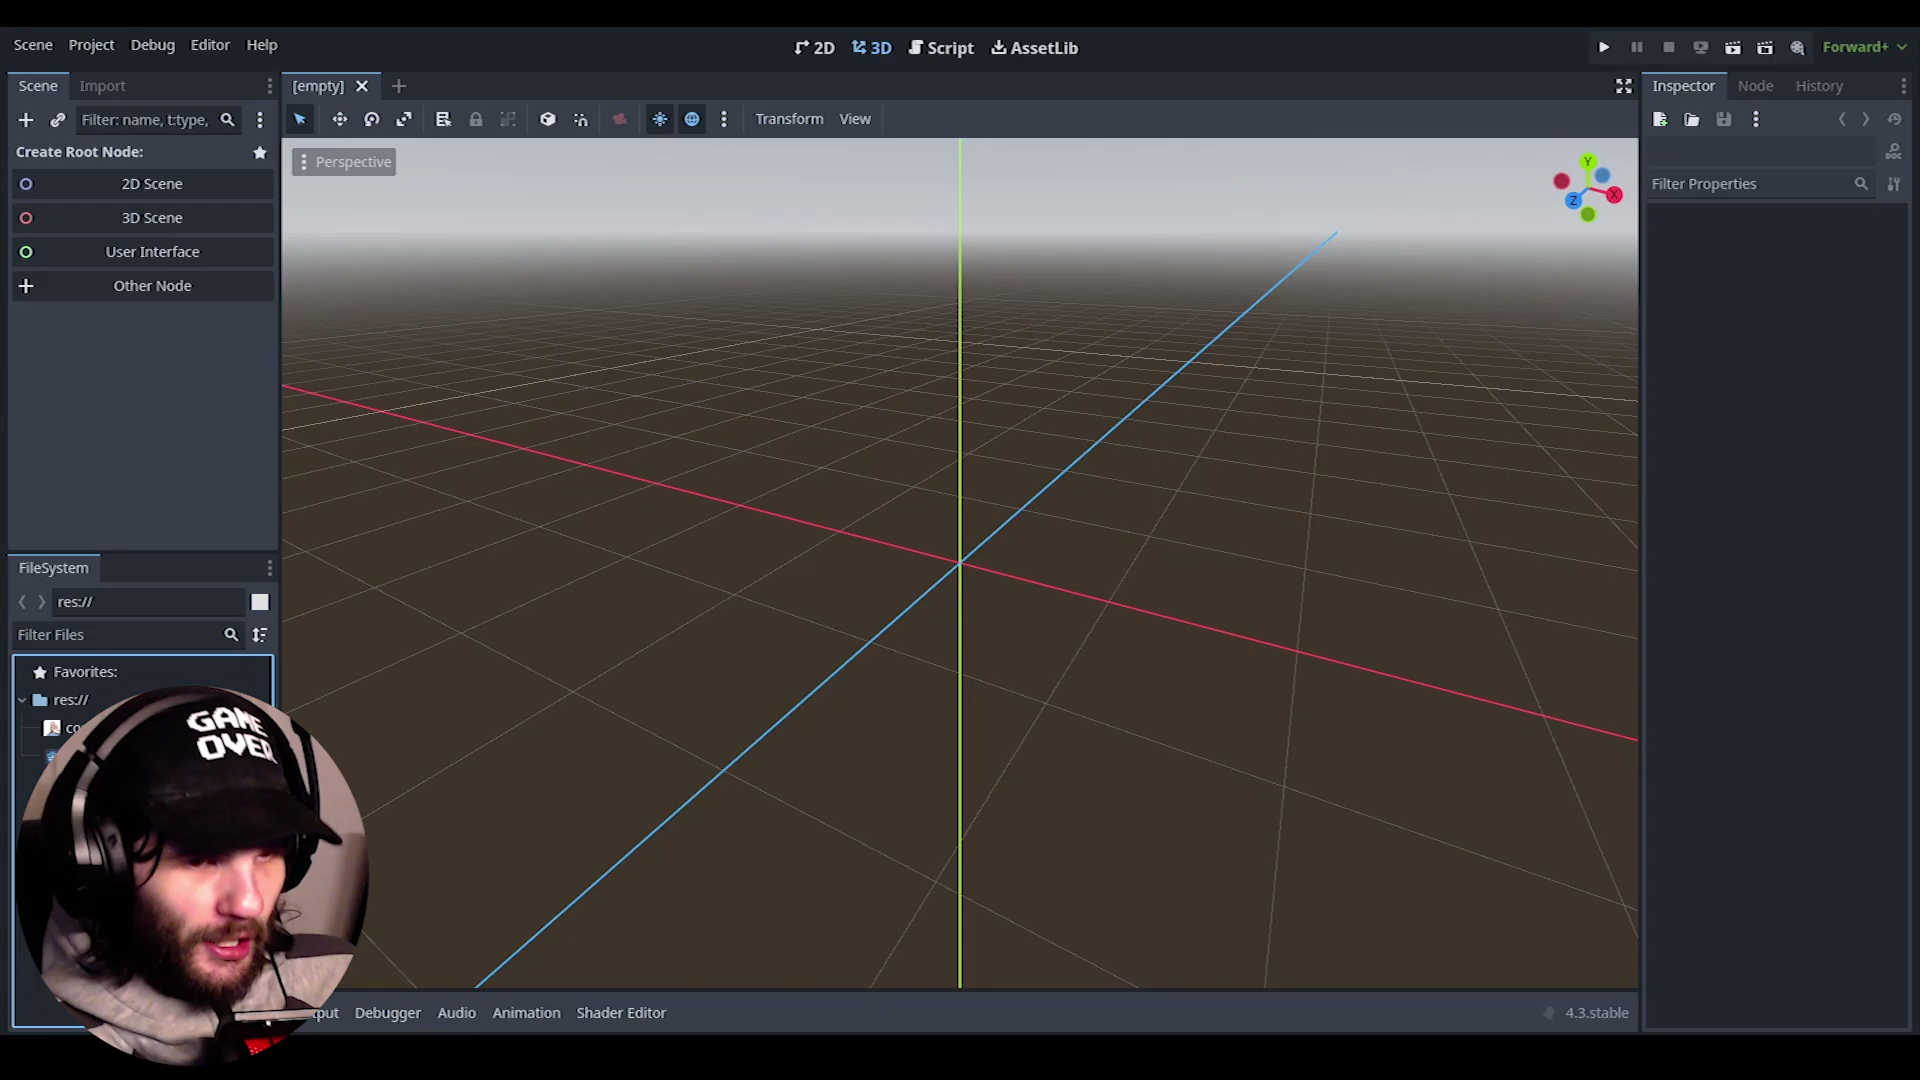 Scene Project Debug Editor Help
2D 3D Script AssetLib
Forward+
Scene Import
[empty]
Inspector Node History
Filter: name, t:type,
Transform View
Create Root Node:
Perspective
2D Scene
3D Scene
User Interface
Other Node
Filter Properties
Y
X
Z
FileSystem
res://
Filter Files
Favorites:
res://
GAME
OVER
Debugger Audio Animation Shader Editor
4.3.stable